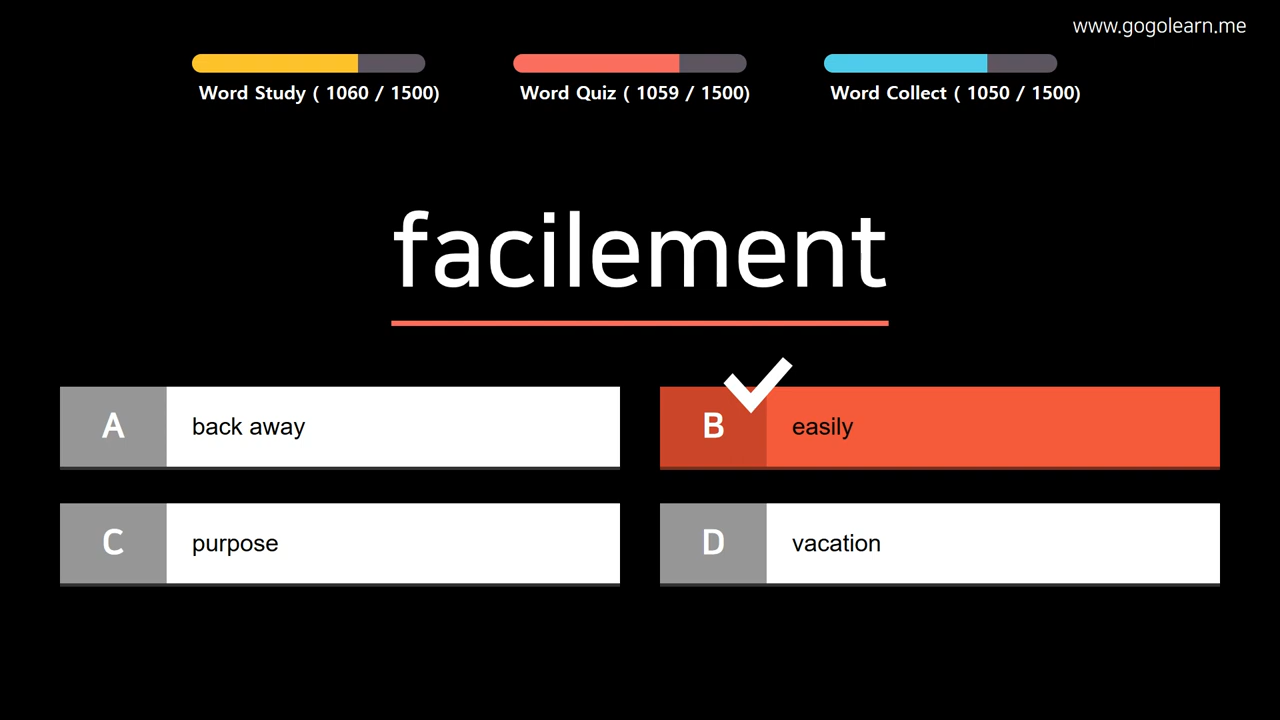 www.gogolearn.me
Word Study ( 1060 / 1500)
Word Quiz ( 1059 / 1500)
Word Collect ( 1050 / 1500)
facilement
A back away
B easily
C purpose
D vacation